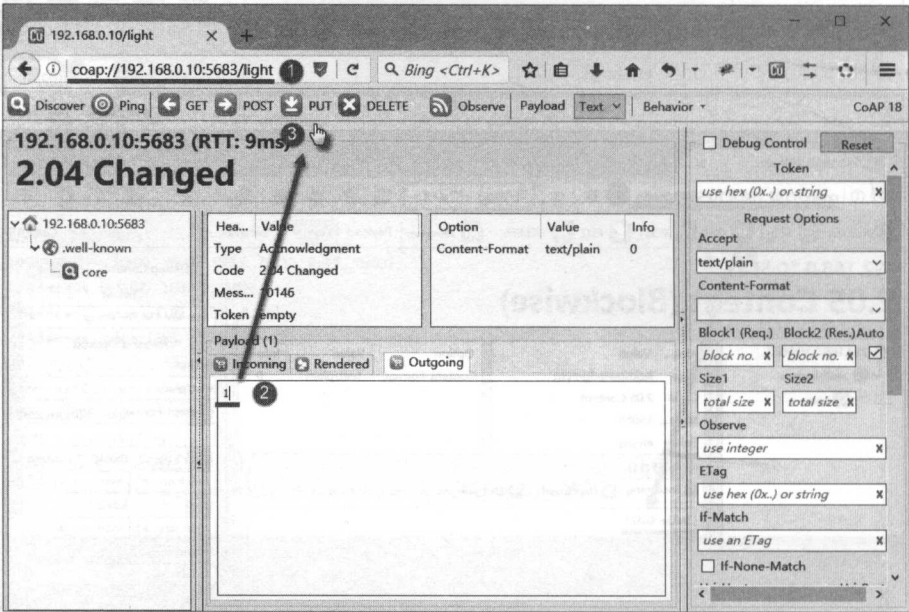 192.168.0.10/light
coap://192.168.0.10:5683/light 1 Bing <Ctrl+K>
Discover Ping GET POST PUT DELETE Observe Payload Text Behavior CoAP 18
192.168.0.10:5683 (RTT: 9ms) 3
2.04 Changed
192.168.0.10:5683
.well-known
core
Hea... Value
Type Acknowledgment
Code 2.04 Changed
Mess... 10146
Token empty
Option Value Info
Content-Format text/plain 0
Payload (1)
Incoming Rendered Outgoing
1 2
Debug Control Reset
Token
use hex (0x..) or string x
Request Options
Accept
text/plain
Content-Format
Block1 (Req.) Block2 (Res.) Auto
block no. x block no. x
Size1 Size2
total size x total size x
Observe
use integer x
ETag
use hex (0x..) or string x
If-Match
use an ETag x
If-None-Match